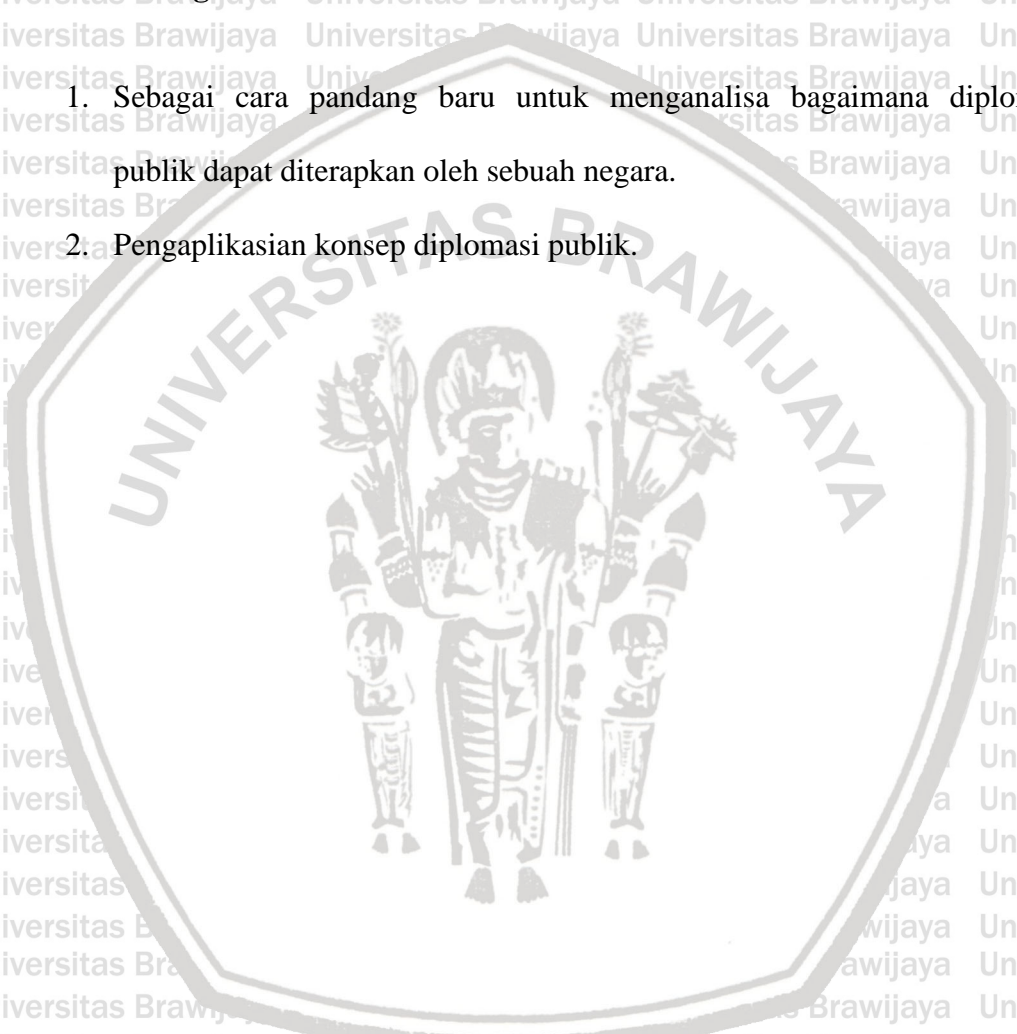 1. Sebagai cara pandang baru untuk menganalisa bagaimana
publik dapat diterapkan oleh sebuah negara.
2. Pengaplikasian konsep diplomasi publik.
UNIVERSITAS BRAWIJAYA